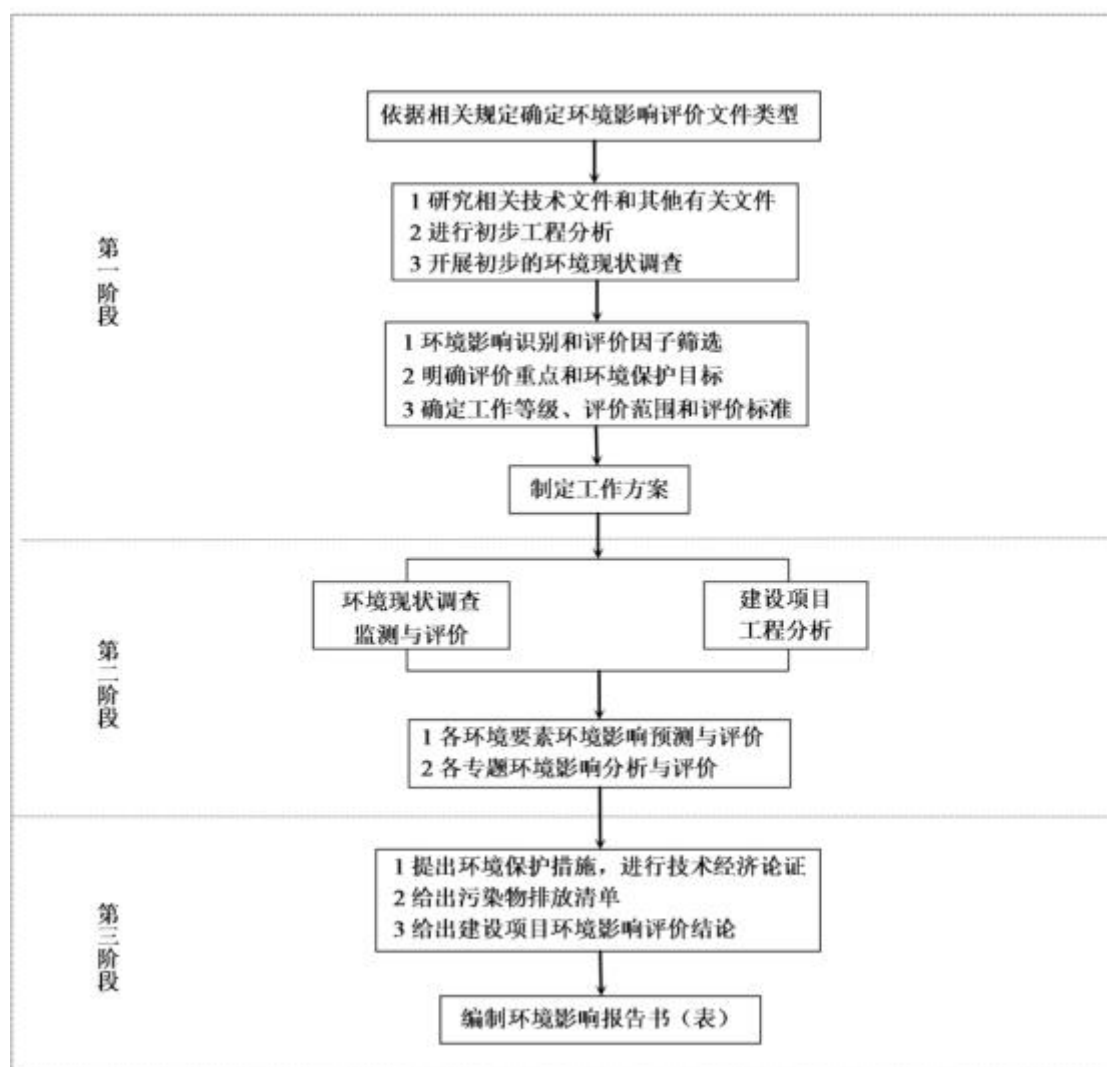 依据相关规定确定环境影响评价文件类型
1 研究相关技术文件和其他有关文件
2 进行初步工程分析
3 开展初步的环境现状调查
第一阶段
1 环境影响识别和评价因子筛选
2 明确评价重点和环境保护目标
3 确定工作等级、评价范围和评价标准
制定工作方案
环境现状调查
监测与评价
建设项目
工程分析
第二阶段
1 各环境要素环境影响预测与评价
2 各专题环境影响分析与评价
1 提出环境保护措施，进行技术经济论证
2 给出污染物排放清单
3 给出建设项目环境影响评价结论
第三阶段
编制环境影响报告书（表）